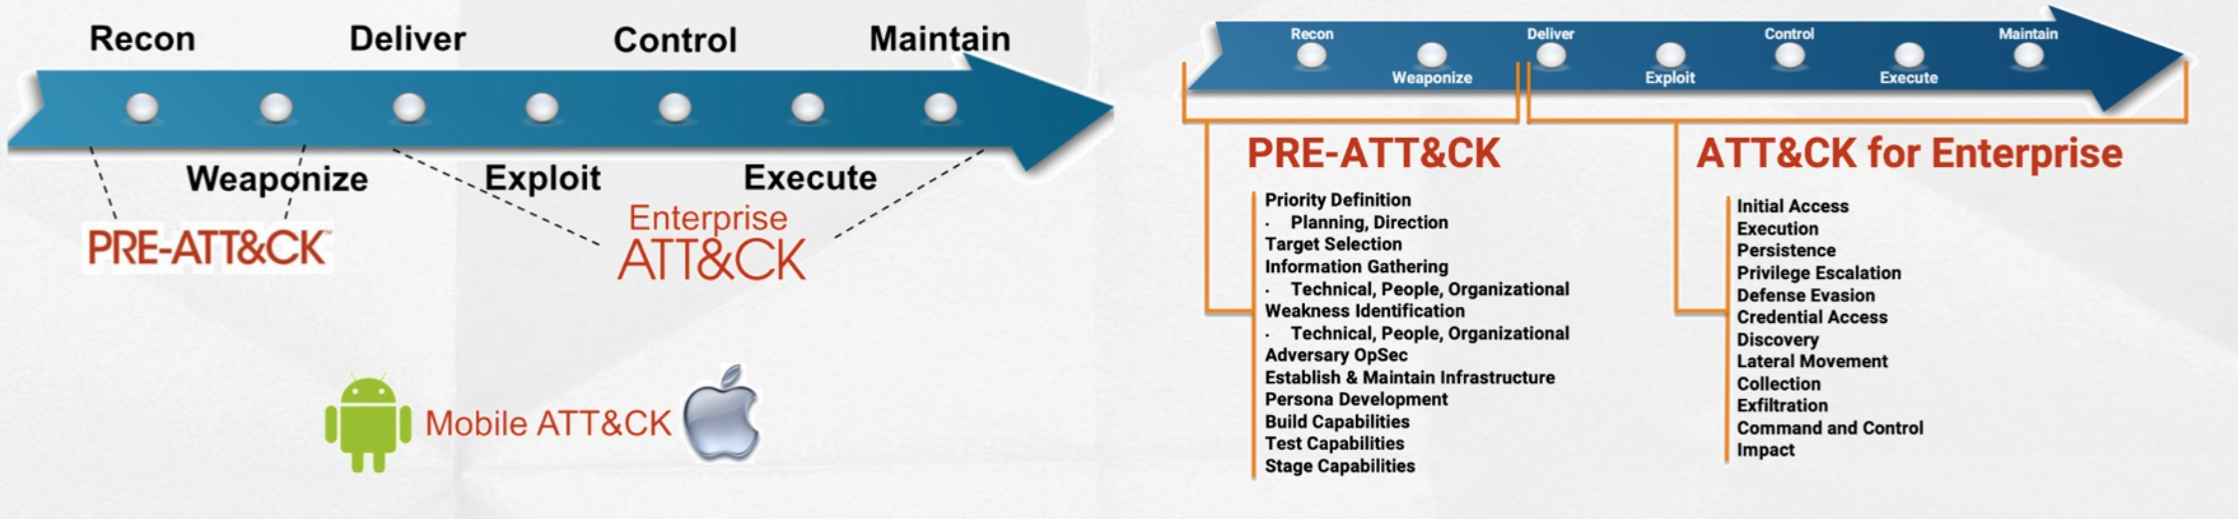 Recon
Deliver
Control
Maintain
Weaponize
Exploit
Execute
PRE-ATT&CK™
Enterprise
ATT&CK
Mobile ATT&CK
Recon
Deliver
Control
Maintain
Weaponize
Exploit
Execute
PRE-ATT&CK
Priority Definition
· Planning, Direction
Target Selection
Information Gathering
· Technical, People, Organizational
Weakness Identification
· Technical, People, Organizational
Adversary OpSec
Establish & Maintain Infrastructure
Persona Development
Build Capabilities
Test Capabilities
Stage Capabilities
ATT&CK for Enterprise
Initial Access
Execution
Persistence
Privilege Escalation
Defense Evasion
Credential Access
Discovery
Lateral Movement
Collection
Exfiltration
Command and Control
Impact